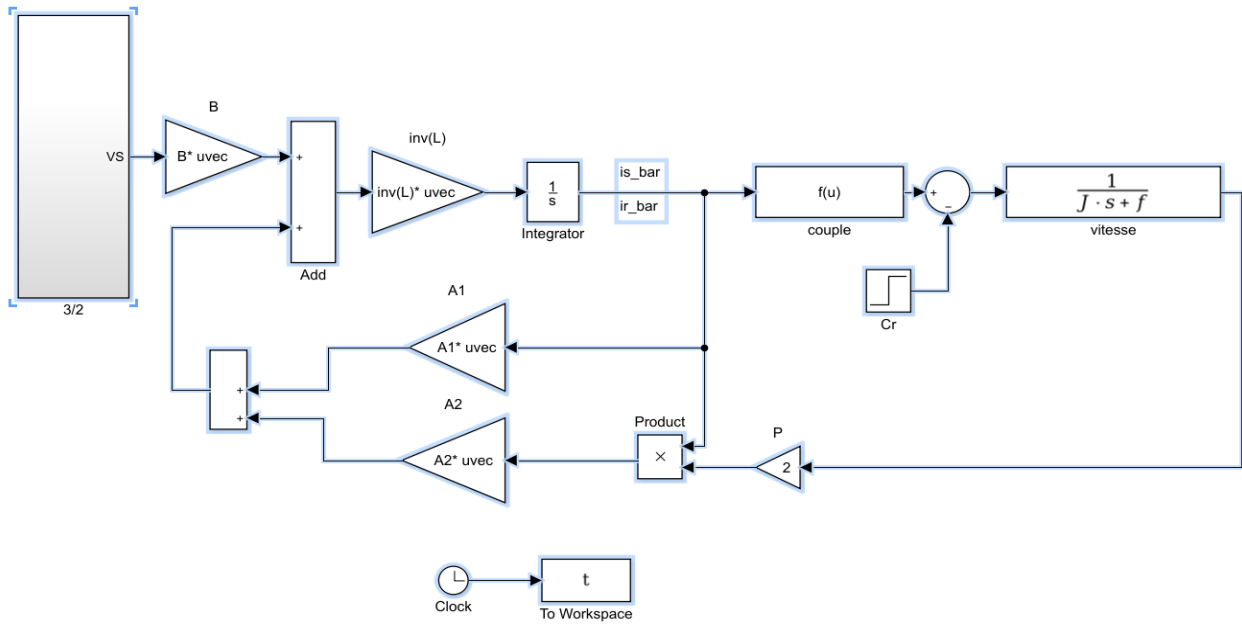 B
inv(L)
VS
B* uvec
+
inv(L)* uvec
1
s
is_bar
ir_bar
f(u)
+
−
1
J · s + f
+
Integrator
couple
vitesse
Add
3/2
A1
Cr
A1* uvec
+
+
A2
Product
P
A2* uvec
×
2
t
Clock
To Workspace